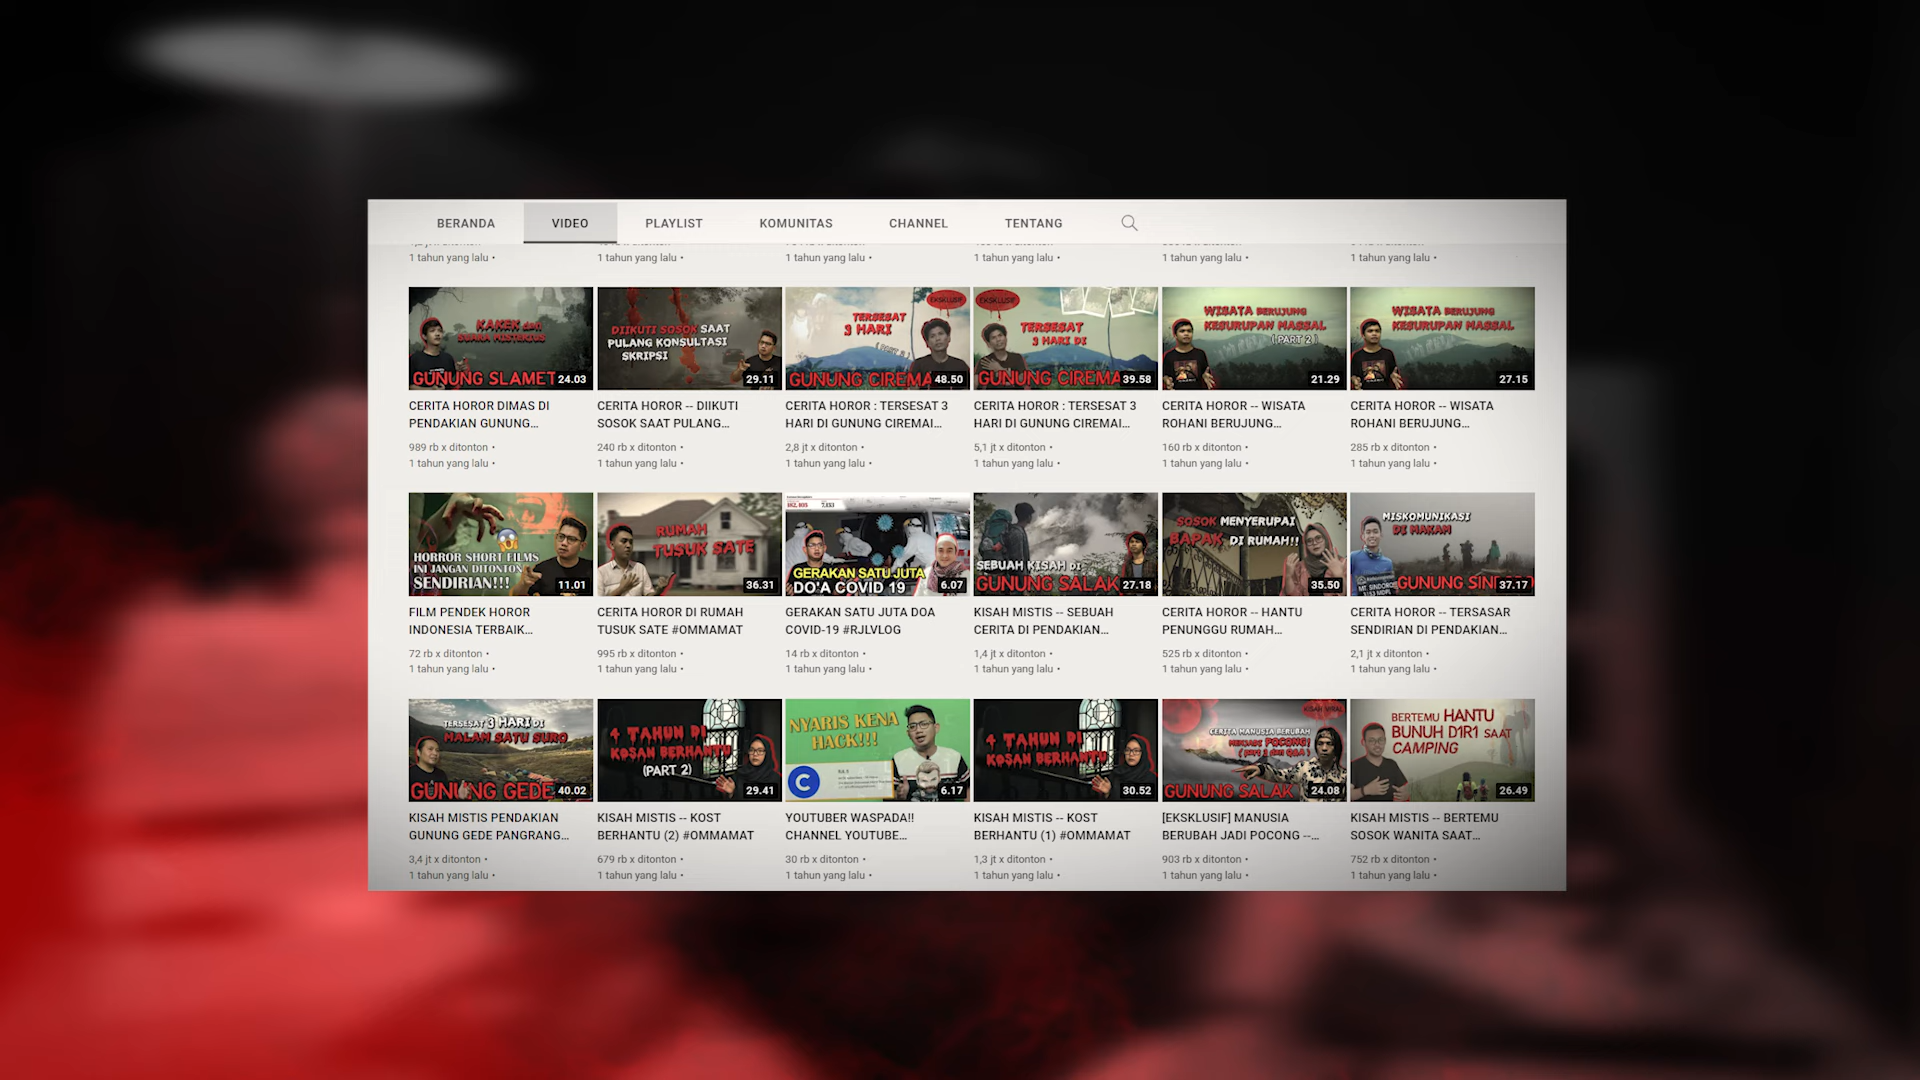 BERANDA VIDEO PLAYLIST KOMUNITAS CHANNEL TENTANG
1 tahun yang lalu • 1 tahun yang lalu • 1 tahun yang lalu • 1 tahun yang lalu • 1 tahun yang lalu • 1 tahun yang lalu •
KAKEK dan
SUARA MISTERIUS
GUNUNG SLAMET 24.03
DIIKUTI SOSOK SAAT
PULANG KONSULTASI
SKRIPSI
29.11
EKSKLUSIF
TERSESAT
3 HARI
GUNUNG CIREMA 48.50
EKSKLUSIF
TERSESAT
3 HARI DI
GUNUNG CIREMA 39.58
WISATA BERUJUNG
KESURUPAN MASSAL
(PART 2)
21.29
WISATA BERUJUNG
KESURUPAN MASSAL
27.15
CERITA HOROR DIMAS DI
PENDAKIAN GUNUNG...
989 rb x ditonton •
1 tahun yang lalu •
CERITA HOROR -- DIIKUTI
SOSOK SAAT PULANG...
240 rb x ditonton •
1 tahun yang lalu •
CERITA HOROR : TERSESAT 3
HARI DI GUNUNG CIREMAI...
2,8 jt x ditonton •
1 tahun yang lalu •
CERITA HOROR : TERSESAT 3
HARI DI GUNUNG CIREMAI...
5,1 jt x ditonton •
1 tahun yang lalu •
CERITA HOROR -- WISATA
ROHANI BERUJUNG...
160 rb x ditonton •
1 tahun yang lalu •
CERITA HOROR -- WISATA
ROHANI BERUJUNG...
285 rb x ditonton •
1 tahun yang lalu •
HORROR SHORT FILMS
INI JANGAN DITONTON
SENDIRIAN!!!
11.01
RUMAH
TUSUK SATE
36.31
GERAKAN SATU JUTA
DO'A COVID 19
6.07
SEBUAH KISAH DI
GUNUNG SALAK 27.18
SOSOK MENYERUPAI
BAPAK DI RUMAH!!
35.50
MISKOMUNIKASI
DI MAKAM
GUNUNG SIND 37.17
FILM PENDEK HOROR
INDONESIA TERBAIK...
72 rb x ditonton •
1 tahun yang lalu •
CERITA HOROR DI RUMAH
TUSUK SATE #OMMAMAT
995 rb x ditonton •
1 tahun yang lalu •
GERAKAN SATU JUTA DOA
COVID-19 #RJLVLOG
14 rb x ditonton •
1 tahun yang lalu •
KISAH MISTIS -- SEBUAH
CERITA DI PENDAKIAN...
1,4 jt x ditonton •
1 tahun yang lalu •
CERITA HOROR -- HANTU
PENUNGGU RUMAH...
525 rb x ditonton •
1 tahun yang lalu •
CERITA HOROR -- TERSASAR
SENDIRIAN DI PENDAKIAN...
2,1 jt x ditonton •
1 tahun yang lalu •
TERSESAT 3 HARI DI
MALAM SATU SURO
GUNUNG GEDE 40.02
4 TAHUN DI
KOSAN BERHANTU
(PART 2)
29.41
NYARIS KENA
HACK!!!
6.17
4 TAHUN DI
KOSAN BERHANTU
30.52
KISAH VIRAL
CERITA MANUSIA BERUBAH
MENJADI POCONG!
GUNUNG SALAK 24.08
BERTEMU HANTU
BUNUH D1R1 SAAT
CAMPING
26.49
KISAH MISTIS PENDAKIAN
GUNUNG GEDE PANGRANG...
3,4 jt x ditonton •
1 tahun yang lalu •
KISAH MISTIS -- KOST
BERHANTU (2) #OMMAMAT
679 rb x ditonton •
1 tahun yang lalu •
YOUTUBER WASPADA!!
CHANNEL YOUTUBE...
30 rb x ditonton •
1 tahun yang lalu •
KISAH MISTIS -- KOST
BERHANTU (1) #OMMAMAT
1,3 jt x ditonton •
1 tahun yang lalu •
[EKSKLUSIF] MANUSIA
BERUBAH JADI POCONG --...
903 rb x ditonton •
1 tahun yang lalu •
KISAH MISTIS -- BERTEMU
SOSOK WANITA SAAT...
752 rb x ditonton •
1 tahun yang lalu •